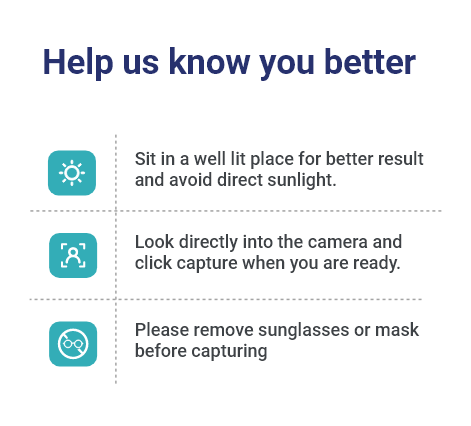 Help us know you better
Sit in a well lit place for better result
and avoid direct sunlight.
Look directly into the camera and
click capture when you are ready.
Please remove sunglasses or mask
before capturing